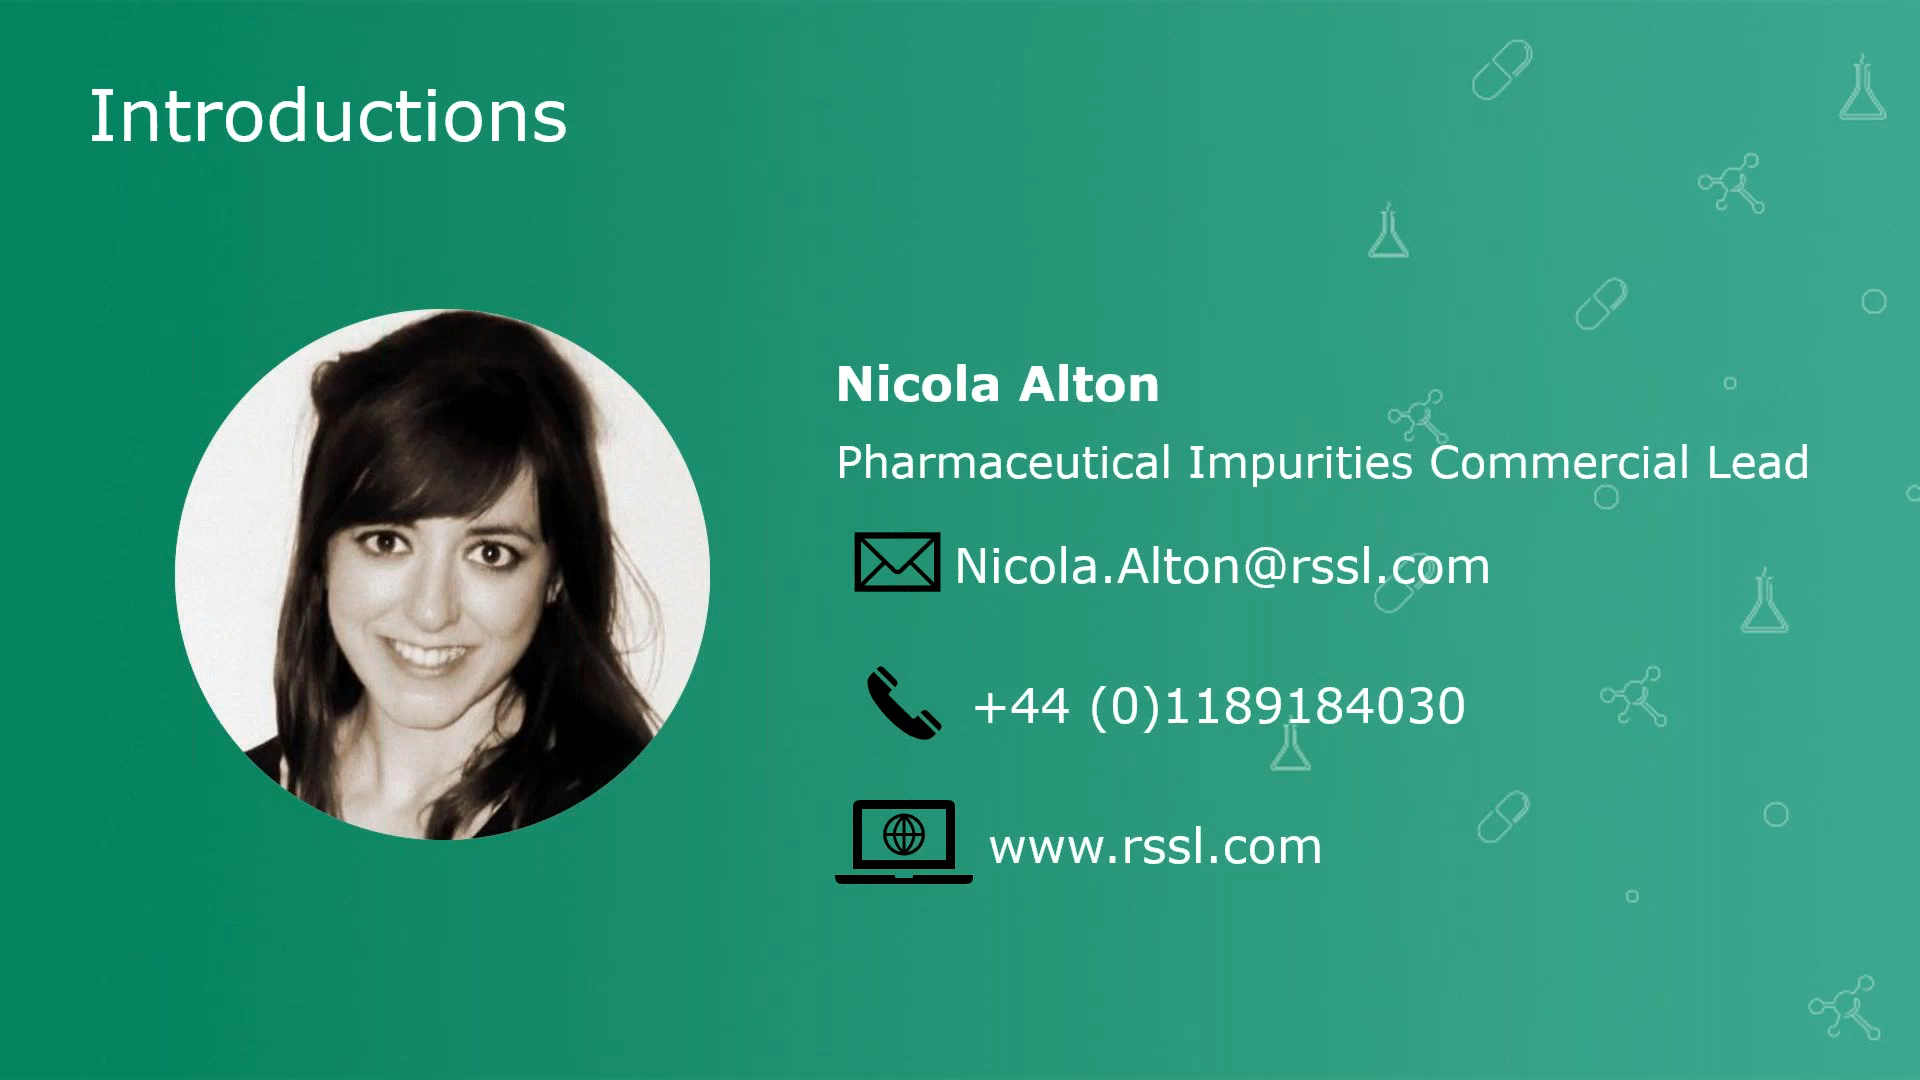 Introductions
Nicola Alton
Pharmaceutical Impurities Commercial Lead
Nicola.Alton@rssl.com
+44 (0)1189184030
www.rssl.com